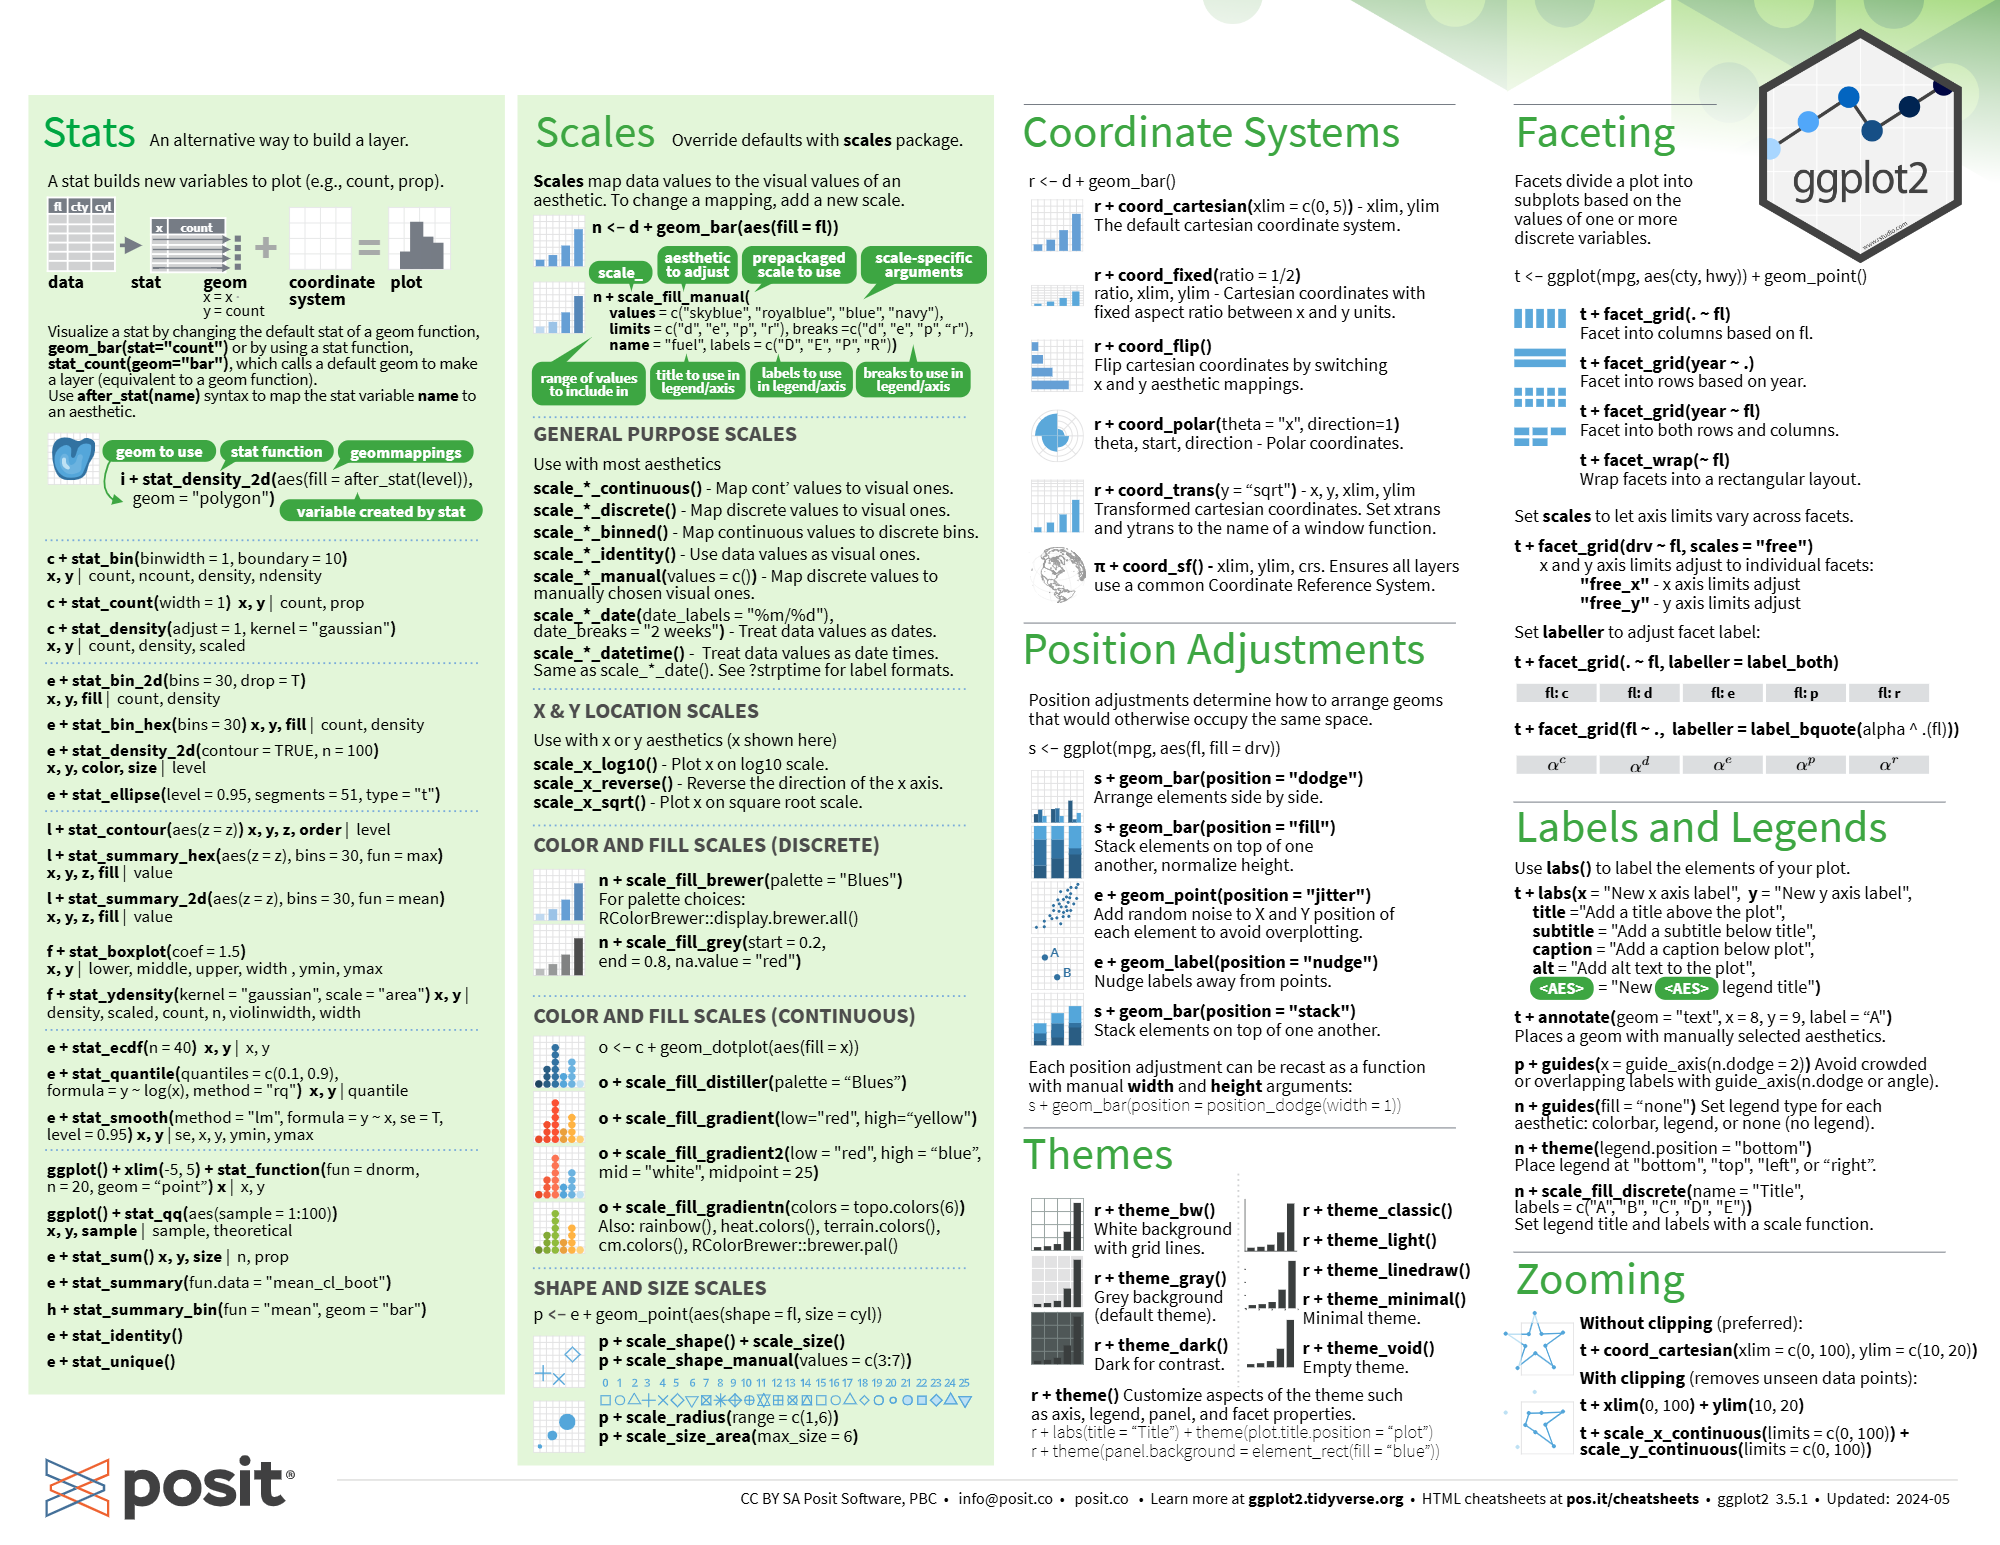 Stats An alternative way to build a layer.
A stat builds new variables to plot (e.g., count, prop).
fl cty cyl
x count
data stat geom coordinate system plot
x = x ·
y = count
Visualize a stat by changing the default stat of a geom function,
geom_bar(stat="count") or by using a stat function,
stat_count(geom="bar"), which calls a default geom to make
a layer (equivalent to a geom function).
Use after_stat(name) syntax to map the stat variable name to
an aesthetic.
geom to use stat function geommappings
i + stat_density_2d(aes(fill = after_stat(level)),
geom = "polygon")
variable created by stat
c + stat_bin(binwidth = 1, boundary = 10)
x, y | count, ncount, density, ndensity
c + stat_count(width = 1) x, y | count, prop
c + stat_density(adjust = 1, kernel = "gaussian")
x, y | count, density, scaled
e + stat_bin_2d(bins = 30, drop = T)
x, y, fill | count, density
e + stat_bin_hex(bins = 30) x, y, fill | count, density
e + stat_density_2d(contour = TRUE, n = 100)
x, y, color, size | level
e + stat_ellipse(level = 0.95, segments = 51, type = "t")
l + stat_contour(aes(z = z)) x, y, z, order | level
l + stat_summary_hex(aes(z = z), bins = 30, fun = max)
x, y, z, fill | value
l + stat_summary_2d(aes(z = z), bins = 30, fun = mean)
x, y, z, fill | value
f + stat_boxplot(coef = 1.5)
x, y | lower, middle, upper, width , ymin, ymax
f + stat_ydensity(kernel = "gaussian", scale = "area") x, y |
density, scaled, count, n, violinwidth, width
e + stat_ecdf(n = 40) x, y | x, y
e + stat_quantile(quantiles = c(0.1, 0.9),
formula = y ~ log(x), method = "rq") x, y | quantile
e + stat_smooth(method = "lm", formula = y ~ x, se = T,
level = 0.95) x, y | se, x, y, ymin, ymax
ggplot() + xlim(-5, 5) + stat_function(fun = dnorm,
n = 20, geom = “point”) x | x, y
ggplot() + stat_qq(aes(sample = 1:100))
x, y, sample | sample, theoretical
e + stat_sum() x, y, size | n, prop
e + stat_summary(fun.data = "mean_cl_boot")
h + stat_summary_bin(fun = "mean", geom = "bar")
e + stat_identity()
e + stat_unique()
Scales Override defaults with scales package.
Scales map data values to the visual values of an
aesthetic. To change a mapping, add a new scale.
n <- d + geom_bar(aes(fill = fl))
scale_ aesthetic to adjust prepackaged scale to use scale-specific arguments
n + scale_fill_manual(
values = c("skyblue", "royalblue", "blue", "navy"),
limits = c("d", "e", "p", "r"), breaks =c("d", "e", "p", “r"),
name = "fuel", labels = c("D", "E", "P", "R"))
range of values to include in title to use in legend/axis labels to use in legend/axis breaks to use in legend/axis
GENERAL PURPOSE SCALES
Use with most aesthetics
scale_*_continuous() - Map cont’ values to visual ones.
scale_*_discrete() - Map discrete values to visual ones.
scale_*_binned() - Map continuous values to discrete bins.
scale_*_identity() - Use data values as visual ones.
scale_*_manual(values = c()) - Map discrete values to
manually chosen visual ones.
scale_*_date(date_labels = "%m/%d"),
date_breaks = "2 weeks") - Treat data values as dates.
scale_*_datetime() - Treat data values as date times.
Same as scale_*_date(). See ?strptime for label formats.
X & Y LOCATION SCALES
Use with x or y aesthetics (x shown here)
scale_x_log10() - Plot x on log10 scale.
scale_x_reverse() - Reverse the direction of the x axis.
scale_x_sqrt() - Plot x on square root scale.
COLOR AND FILL SCALES (DISCRETE)
n + scale_fill_brewer(palette = "Blues")
For palette choices:
RColorBrewer::display.brewer.all()
n + scale_fill_grey(start = 0.2,
end = 0.8, na.value = "red")
COLOR AND FILL SCALES (CONTINUOUS)
o <- c + geom_dotplot(aes(fill = x))
o + scale_fill_distiller(palette = “Blues”)
o + scale_fill_gradient(low="red", high=“yellow")
o + scale_fill_gradient2(low = "red", high = “blue”,
mid = "white", midpoint = 25)
o + scale_fill_gradientn(colors = topo.colors(6))
Also: rainbow(), heat.colors(), terrain.colors(),
cm.colors(), RColorBrewer::brewer.pal()
SHAPE AND SIZE SCALES
p <- e + geom_point(aes(shape = fl, size = cyl))
p + scale_shape() + scale_size()
p + scale_shape_manual(values = c(3:7))
0 1 2 3 4 5 6 7 8 9 10 11 12 13 14 15 16 17 18 19 20 21 22 23 24 25
p + scale_radius(range = c(1,6))
p + scale_size_area(max_size = 6)
Coordinate Systems
r <- d + geom_bar()
r + coord_cartesian(xlim = c(0, 5)) - xlim, ylim
The default cartesian coordinate system.
r + coord_fixed(ratio = 1/2)
ratio, xlim, ylim - Cartesian coordinates with
fixed aspect ratio between x and y units.
r + coord_flip()
Flip cartesian coordinates by switching
x and y aesthetic mappings.
r + coord_polar(theta = "x", direction=1)
theta, start, direction - Polar coordinates.
r + coord_trans(y = “sqrt") - x, y, xlim, ylim
Transformed cartesian coordinates. Set xtrans
and ytrans to the name of a window function.
π + coord_sf() - xlim, ylim, crs. Ensures all layers
use a common Coordinate Reference System.
Position Adjustments
Position adjustments determine how to arrange geoms
that would otherwise occupy the same space.
s <- ggplot(mpg, aes(fl, fill = drv))
s + geom_bar(position = "dodge")
Arrange elements side by side.
s + geom_bar(position = "fill")
Stack elements on top of one
another, normalize height.
e + geom_point(position = "jitter")
Add random noise to X and Y position of
each element to avoid overplotting.
A
B
e + geom_label(position = "nudge")
Nudge labels away from points.
s + geom_bar(position = "stack")
Stack elements on top of one another.
Each position adjustment can be recast as a function
with manual width and height arguments:
s + geom_bar(position = position_dodge(width = 1))
Themes
r + theme_bw()
White background
with grid lines.
r + theme_gray()
Grey background
(default theme).
r + theme_dark()
Dark for contrast.
r + theme_classic()
r + theme_light()
r + theme_linedraw()
r + theme_minimal()
Minimal theme.
r + theme_void()
Empty theme.
r + theme() Customize aspects of the theme such
as axis, legend, panel, and facet properties.
r + labs(title = “Title”) + theme(plot.title.position = “plot”)
r + theme(panel.background = element_rect(fill = “blue”))
Faceting
Facets divide a plot into
subplots based on the
values of one or more
discrete variables.
ggplot2
www.rstudio.com
t <- ggplot(mpg, aes(cty, hwy)) + geom_point()
t + facet_grid(. ~ fl)
Facet into columns based on fl.
t + facet_grid(year ~ .)
Facet into rows based on year.
t + facet_grid(year ~ fl)
Facet into both rows and columns.
t + facet_wrap(~ fl)
Wrap facets into a rectangular layout.
Set scales to let axis limits vary across facets.
t + facet_grid(drv ~ fl, scales = "free")
x and y axis limits adjust to individual facets:
"free_x" - x axis limits adjust
"free_y" - y axis limits adjust
Set labeller to adjust facet label:
t + facet_grid(. ~ fl, labeller = label_both)
fl: c fl: d fl: e fl: p fl: r
t + facet_grid(fl ~ ., labeller = label_bquote(alpha ^ .(fl)))
αᶜ αᵈ αᵉ αᵖ αʳ
Labels and Legends
Use labs() to label the elements of your plot.
t + labs(x = "New x axis label", y = "New y axis label",
title ="Add a title above the plot",
subtitle = "Add a subtitle below title",
caption = "Add a caption below plot",
alt = "Add alt text to the plot",
<AES> = "New <AES> legend title")
t + annotate(geom = "text", x = 8, y = 9, label = “A")
Places a geom with manually selected aesthetics.
p + guides(x = guide_axis(n.dodge = 2)) Avoid crowded
or overlapping labels with guide_axis(n.dodge or angle).
n + guides(fill = “none") Set legend type for each
aesthetic: colorbar, legend, or none (no legend).
n + theme(legend.position = "bottom")
Place legend at "bottom", "top", "left", or “right”.
n + scale_fill_discrete(name = "Title",
labels = c("A", "B", "C", "D", "E"))
Set legend title and labels with a scale function.
Zooming
Without clipping (preferred):
t + coord_cartesian(xlim = c(0, 100), ylim = c(10, 20))
With clipping (removes unseen data points):
t + xlim(0, 100) + ylim(10, 20)
t + scale_x_continuous(limits = c(0, 100)) +
scale_y_continuous(limits = c(0, 100))
posit®
CC BY SA Posit Software, PBC • info@posit.co • posit.co • Learn more at ggplot2.tidyverse.org • HTML cheatsheets at pos.it/cheatsheets • ggplot2 3.5.1 • Updated: 2024-05